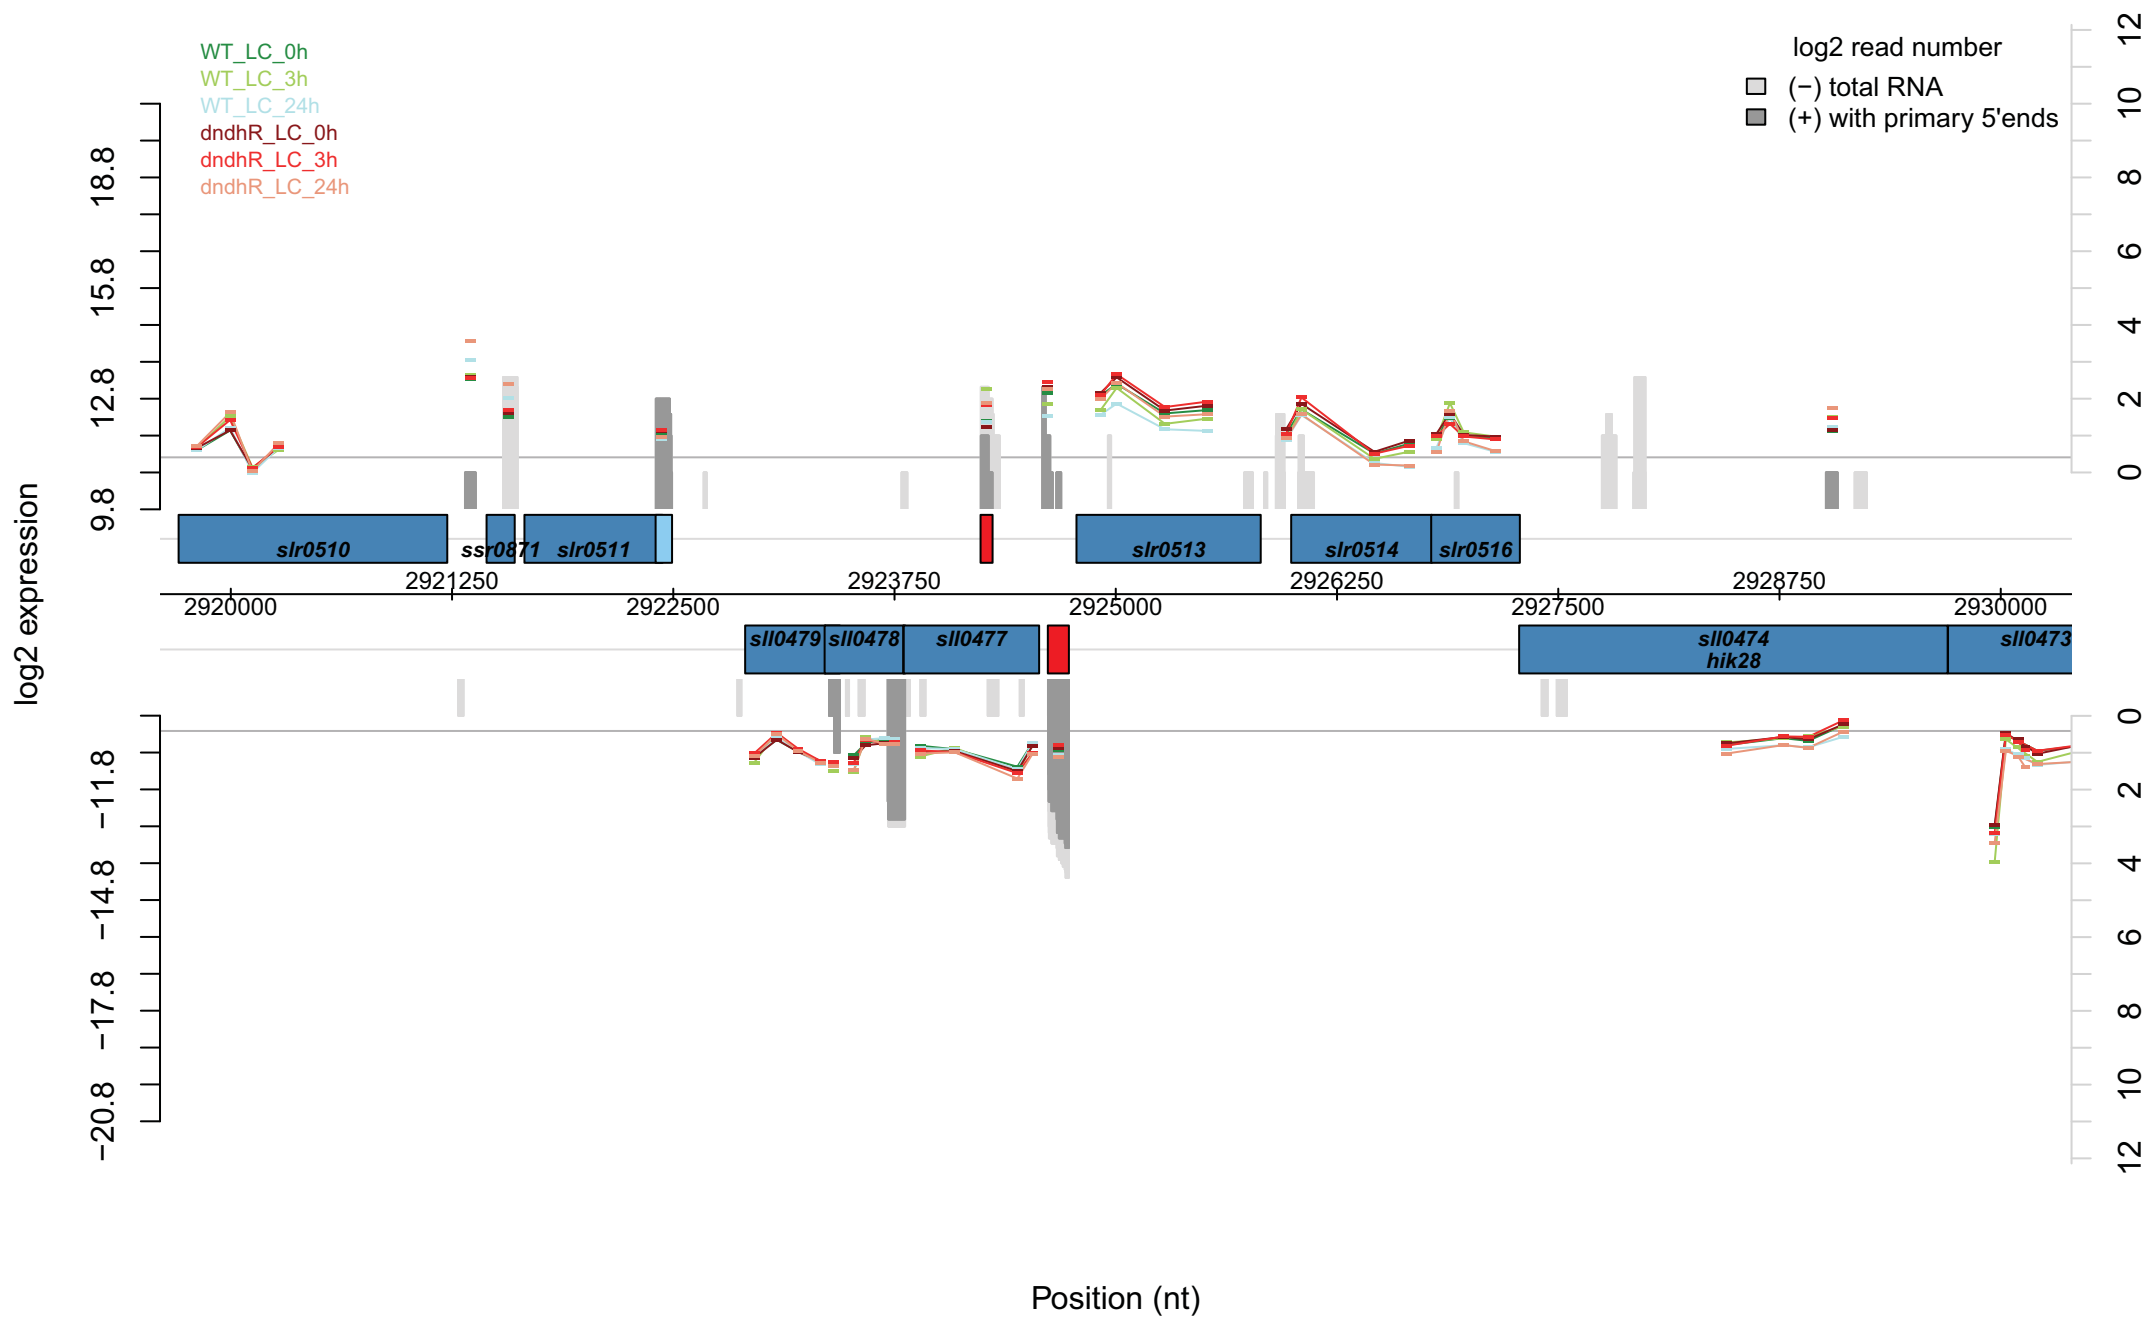 WT_LC_0h
WT_LC_3h
WT_LC_24h
dndhR_LC_0h
dndhR_LC_3h
dndhR_LC_24h
log2 read number
(−) total RNA
(+) with primary 5'ends
18.8
15.8
12.8
9.8
12
10
8
6
4
2
0
log2 expression
slr0510
ssr0871
slr0511
slr0513
slr0514
slr0516
2921250
2923750
2926250
2928750
2920000
2922500
2925000
2927500
2930000
sll0479
sll0478
sll0477
sll0474
hik28
sll0473
−11.8
−14.8
−17.8
−20.8
0
2
4
6
8
10
12
Position (nt)